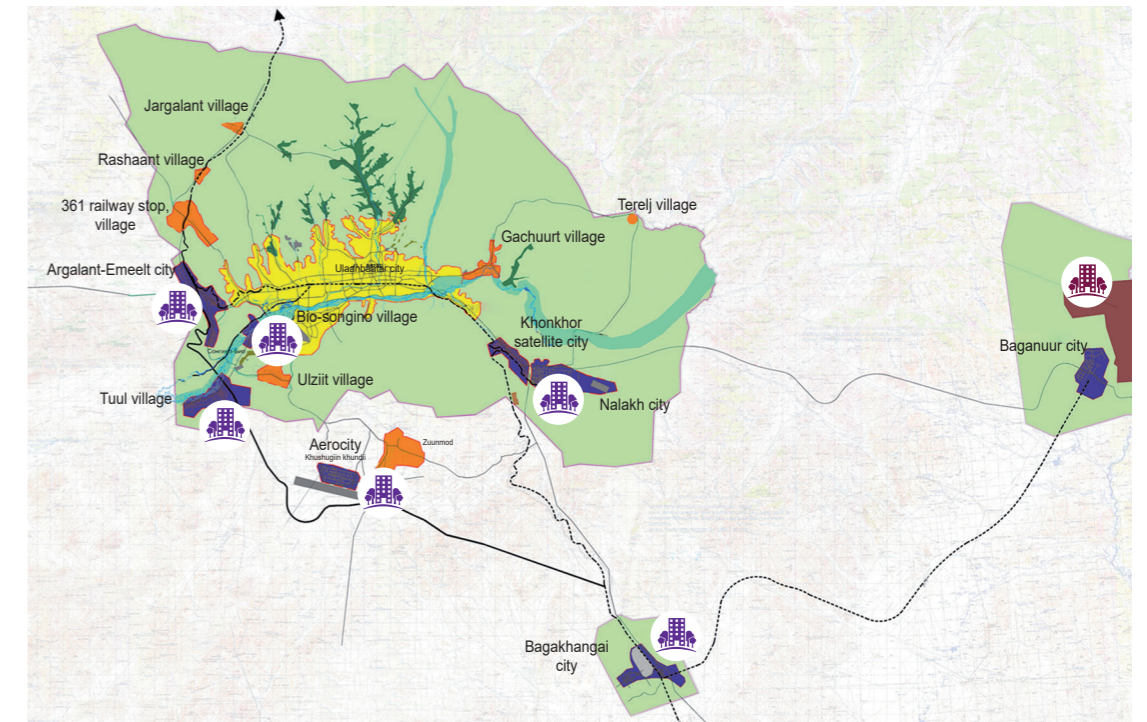 Jargalant village
Rashaant village
361 railway stop,
village
Terelj village
Gachuurt village
Argalant-Emeelt city
Ulaanbaatar city
Bio-songino village
Khonkhor
satellite city
Baganuur city
Ulziit village
Tuul village
Nalakh city
Aerocity
Khushugiin khundii
Zuunmod
Bagakhangai
city